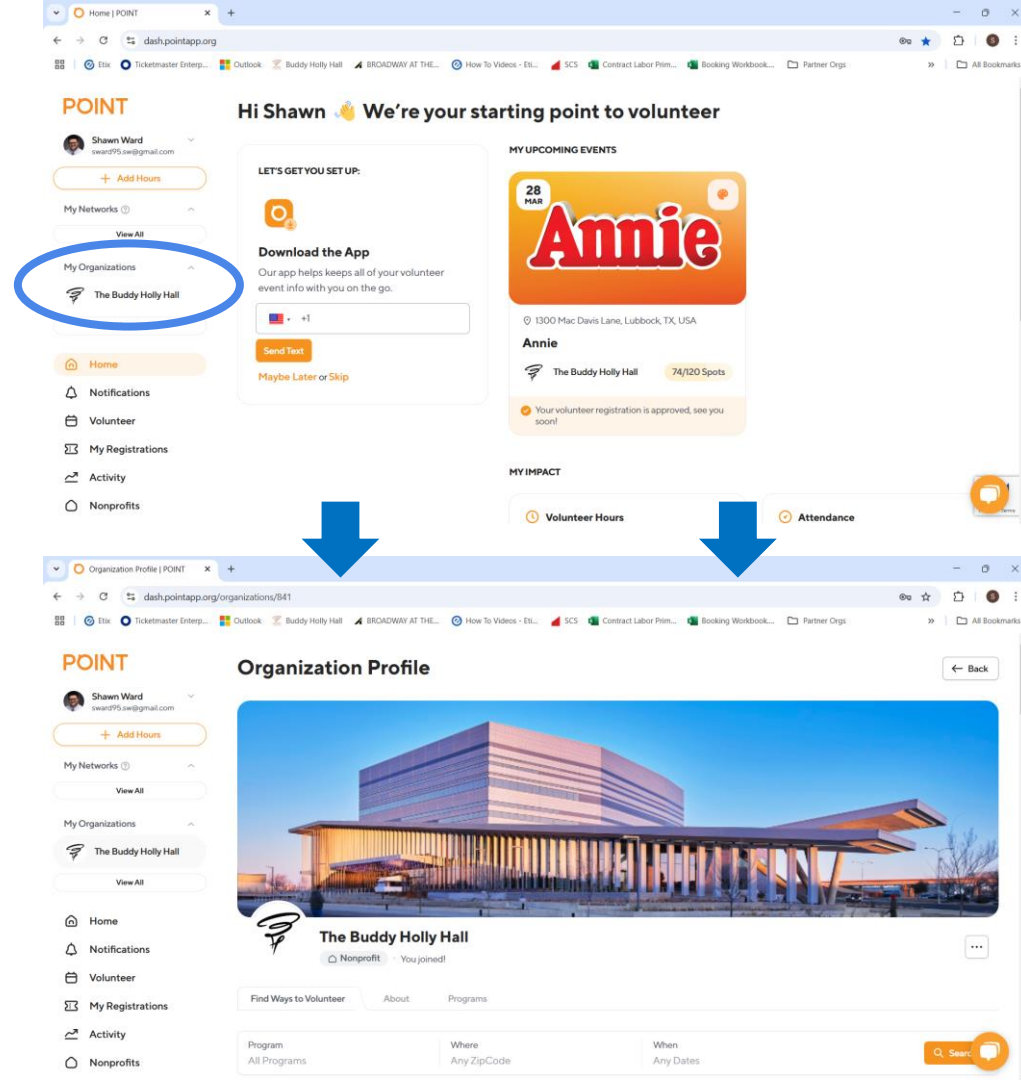 Home | POINT
dash.pointapp.org
Etix
Ticketmaster Enterp...
Outlook
Buddy Holly Hall
BROADWAY AT THE...
How To Videos - Eti...
SCS
Contract Labor Prim...
Booking Workbook...
Partner Orgs
All Bookmarks
POINT
Shawn Ward
sward95.sw@gmail.com
+ Add Hours
My Networks
View All
My Organizations
The Buddy Holly Hall
Home
Notifications
Volunteer
My Registrations
Activity
Nonprofits
Hi Shawn 👋 We're your starting point to volunteer
LET'S GET YOU SET UP:
Download the App
Our app helps keeps all of your volunteer
event info with you on the go.
+1
Send Text
Maybe Later or Skip
MY UPCOMING EVENTS
28
MAR
Annie
1300 Mac Davis Lane, Lubbock, TX, USA
Annie
The Buddy Holly Hall
74/120 Spots
Your volunteer registration is approved, see you
soon!
MY IMPACT
Volunteer Hours
Attendance
Organization Profile | POINT
dash.pointapp.org/organizations/841
Etix
Ticketmaster Enterp...
Outlook
Buddy Holly Hall
BROADWAY AT THE...
How To Videos - Eti...
SCS
Contract Labor Prim...
Booking Workbook...
Partner Orgs
All Bookmarks
POINT
Shawn Ward
sward95.sw@gmail.com
+ Add Hours
My Networks
View All
My Organizations
The Buddy Holly Hall
View All
Home
Notifications
Volunteer
My Registrations
Activity
Nonprofits
Organization Profile
← Back
The Buddy Holly Hall
Nonprofit · You joined!
Find Ways to Volunteer
About
Programs
Program
All Programs
Where
Any ZipCode
When
Any Dates